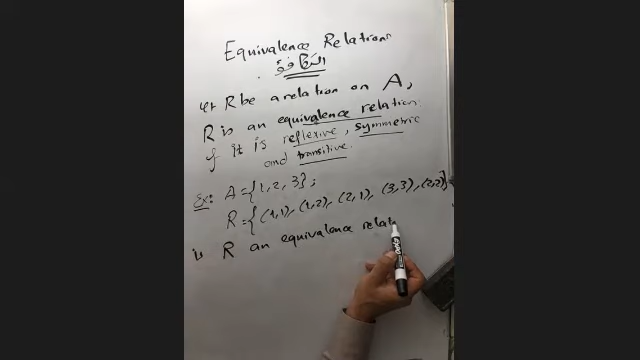 Equivalence Relations
التكافؤ
let R be a relation on A,
R is an equivalence relation
if it is reflexive, symmetric
and transitive.
Ex: A={1,2,3};
R={(1,1), (1,2), (2,1), (3,3), (2,2)}
is R an equivalence relat